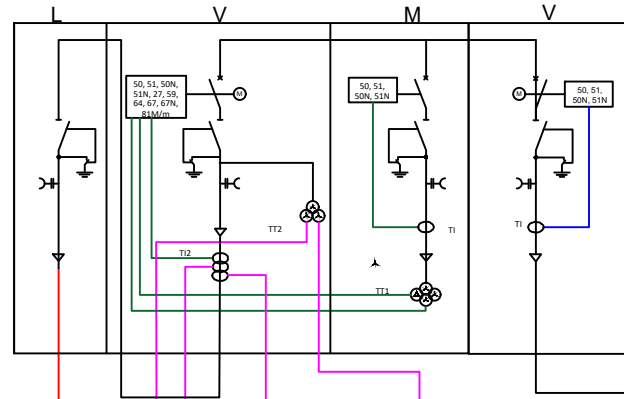 L V M V
50, 51, 50N,
51N, 27, 59,
64, 67, 67N,
81M/m
M
50, 51,
50N, 51N
M
50, 51,
50N, 51N
TT2
TI
TI
TI2
TT1